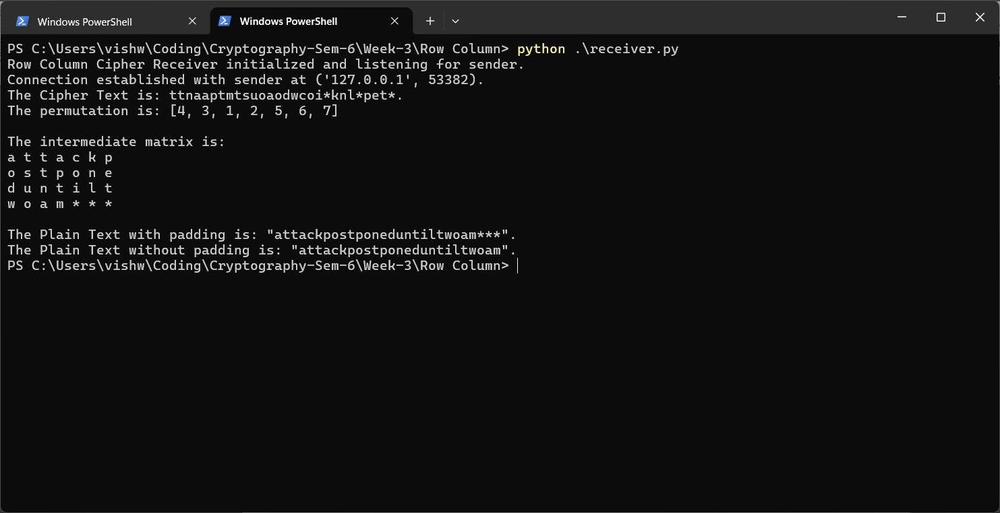 Windows PowerShell
Windows PowerShell
PS C:\Users\vishw\Coding\Cryptography-Sem-6\Week-3\Row Column> python .\receiver.py
Row Column Cipher Receiver initialized and listening for sender.
Connection established with sender at ('127.0.0.1', 53382).
The Cipher Text is: ttnaaptmtsuoaodwcoi*knl*pet*.
The permutation is: [4, 3, 1, 2, 5, 6, 7]
The intermediate matrix is:
a t t a c k p
o s t p o n e
d u n t i l t
w o a m * * *
The Plain Text with padding is: "attackpostponeduntiltwoam***".
The Plain Text without padding is: "attackpostponeduntiltwoam".
PS C:\Users\vishw\Coding\Cryptography-Sem-6\Week-3\Row Column>